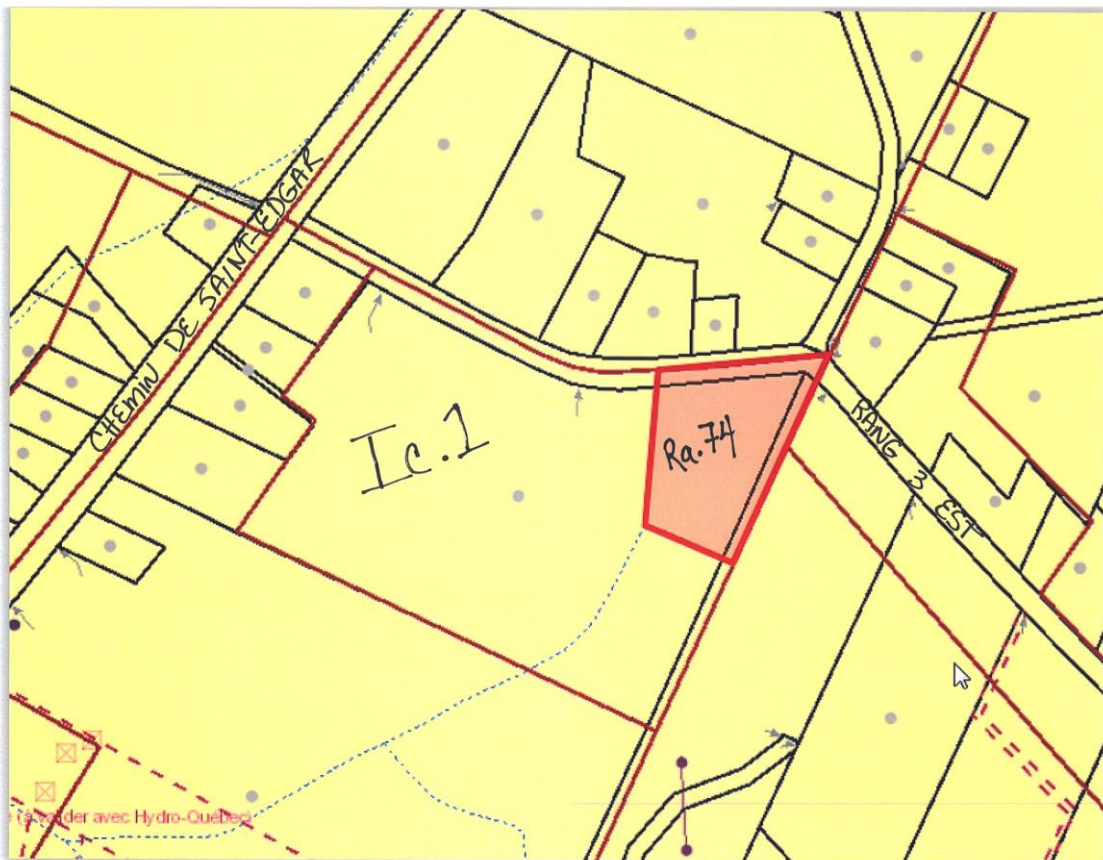 CHEMIN DE SAINT-EDGAR
Ic.1
Ra.74
RANG 3 EST
avec Hydro-Québec)